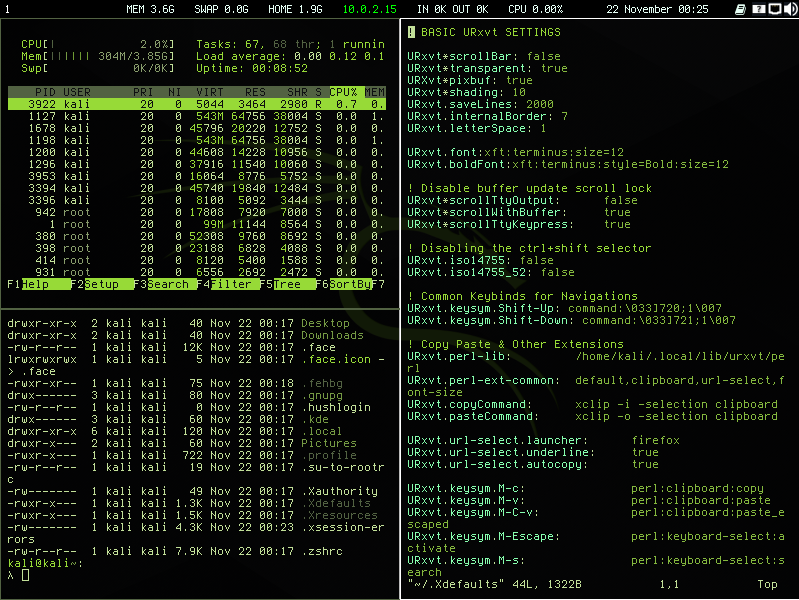 1 MEM 3.6G SWAP 0.0G HOME 1.9G 10.0.2.15 IN 0K OUT 0K CPU 0.00% 22 November 00:25
CPU[| 2.0%] Tasks: 67, 68 thr; 1 runnin
Mem[|||||| 304M/3.85G] Load average: 0.00 0.12 0.1
Swp[ 0K/0K] Uptime: 00:08:52
PID USER PRI NI VIRT RES SHR S CPU% MEM
3922 kali 20 0 5044 3464 2980 R 0.7 0.
1127 kali 20 0 543M 64756 38004 S 0.0 1.
1678 kali 20 0 45796 20220 12752 S 0.0 0.
1198 kali 20 0 543M 64756 38004 S 0.0 1.
1200 kali 20 0 44608 14228 10956 S 0.0 0.
1296 kali 20 0 37916 11540 10060 S 0.0 0.
3953 kali 20 0 16064 8776 5752 S 0.0 0.
3394 kali 20 0 45740 19840 12484 S 0.0 0.
3396 kali 20 0 8100 5092 3444 S 0.0 0.
942 root 20 0 17808 7920 7000 S 0.0 0.
1 root 20 0 99M 11144 8564 S 0.0 0.
380 root 20 0 52308 9760 8692 S 0.0 0.
398 root 20 0 23188 6828 4088 S 0.0 0.
414 root 20 0 8120 5400 1588 S 0.0 0.
931 root 20 0 6556 2692 2472 S 0.0 0.
F1Help F2Setup F3Search F4Filter F5Tree F6SortByF7
drwxr-xr-x 2 kali kali 40 Nov 22 00:17 Desktop
drwxr-xr-x 2 kali kali 40 Nov 22 00:17 Downloads
-rw-r--r-- 1 kali kali 12K Nov 22 00:17 .face
lrwxrwxrwx 1 kali kali 5 Nov 22 00:17 .face.icon -
> .face
-rwxr-xr-- 1 kali kali 75 Nov 22 00:18 .fehbg
drwx------ 3 kali kali 80 Nov 22 00:17 .gnupg
-rw-r--r-- 1 kali kali 0 Nov 22 00:17 .hushlogin
drwx------ 3 kali kali 60 Nov 22 00:17 .kde
drwxr-xr-x 6 kali kali 120 Nov 22 00:17 .local
drwxr-x--- 2 kali kali 60 Nov 22 00:17 Pictures
-rwxr-x--- 1 kali kali 722 Nov 22 00:17 .profile
-rw-r--r-- 1 kali kali 19 Nov 22 00:17 .su-to-rootr
c
-rw------- 1 kali kali 49 Nov 22 00:17 .Xauthority
-rwxr-x--- 1 kali kali 1.3K Nov 22 00:17 .Xdefaults
-rwxr-x--- 1 kali kali 1.5K Nov 22 00:17 .Xresources
-rw------- 1 kali kali 4.3K Nov 22 00:23 .xsession-er
rors
-rw-r--r-- 1 kali kali 7.9K Nov 22 00:17 .zshrc
kali@kali~:
λ
! BASIC URxvt SETTINGS
URxvt*scrollBar: false
URxvt*transparent: true
URxvt*pixbuf: true
URxvt*shading: 10
URxvt.saveLines: 2000
URxvt.internalBorder: 7
URxvt.letterSpace: 1
URxvt.font:xft:terminus:size=12
URxvt.boldFont:xft:terminus:style=Bold:size=12
! Disable buffer update scroll lock
URxvt*scrollTtyOutput: false
URxvt*scrollWithBuffer: true
URxvt*scrollTtyKeypress: true
! Disabling the ctrl+shift selector
URxvt.iso14755: false
URxvt.iso14755_52: false
! Common Keybinds for Navigations
URxvt.keysym.Shift-Up: command:\033]720;1\007
URxvt.keysym.Shift-Down: command:\033]721;1\007
! Copy Paste & Other Extensions
URxvt.perl-lib: /home/kali/.local/lib/urxvt/pe
rl
URxvt.perl-ext-common: default,clipboard,url-select,f
ont-size
URxvt.copyCommand: xclip -i -selection clipboard
URxvt.pasteCommand: xclip -o -selection clipboard
URxvt.url-select.launcher: firefox
URxvt.url-select.underline: true
URxvt.url-select.autocopy: true
URxvt.keysym.M-c: perl:clipboard:copy
URxvt.keysym.M-v: perl:clipboard:paste
URxvt.keysym.M-C-v: perl:clipboard:paste_e
scaped
URxvt.keysym.M-Escape: perl:keyboard-select:a
ctivate
URxvt.keysym.M-s: perl:keyboard-select:s
earch
"~/.Xdefaults" 44L, 1322B 1,1 Top